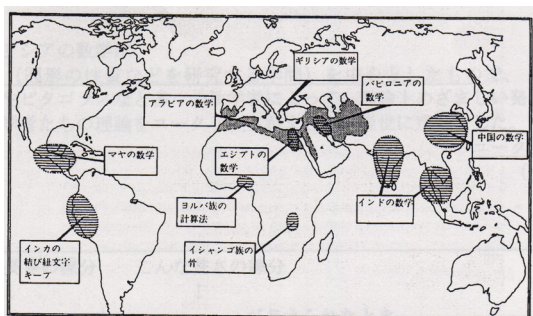 ギリシアの数学
バビロニアの
数学
アラビアの数学
中国の数学
マヤの数学
エジアトの
数学
ヨルバ族の
計算法
インドの数学
インカの
結び紐文字
キープ
イシャンゴ族の
骨